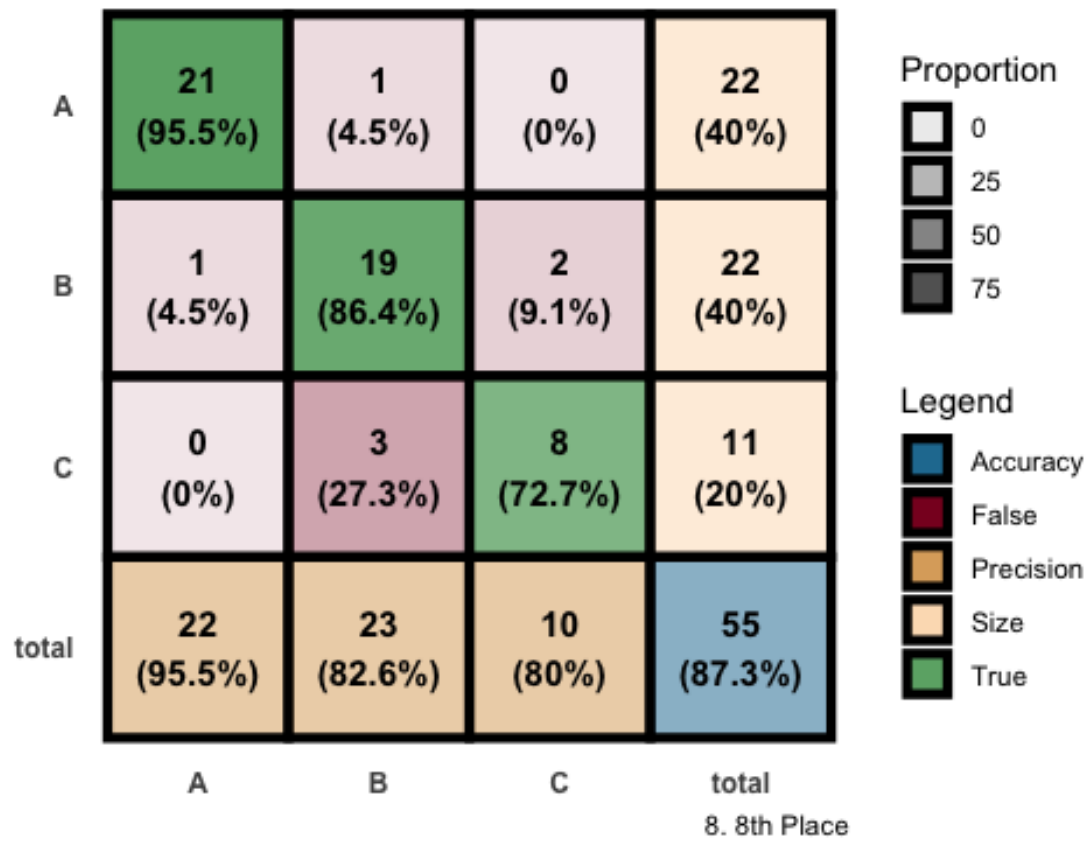 A
21
(95.5%)
1
(4.5%)
0
(0%)
22
(40%)
B
1
(4.5%)
19
(86.4%)
2
(9.1%)
22
(40%)
C
0
(0%)
3
(27.3%)
8
(72.7%)
11
(20%)
total
22
(95.5%)
23
(82.6%)
10
(80%)
55
(87.3%)
A B C total
8. 8th Place
Proportion
0
25
50
75
Legend
Accuracy
False
Precision
Size
True